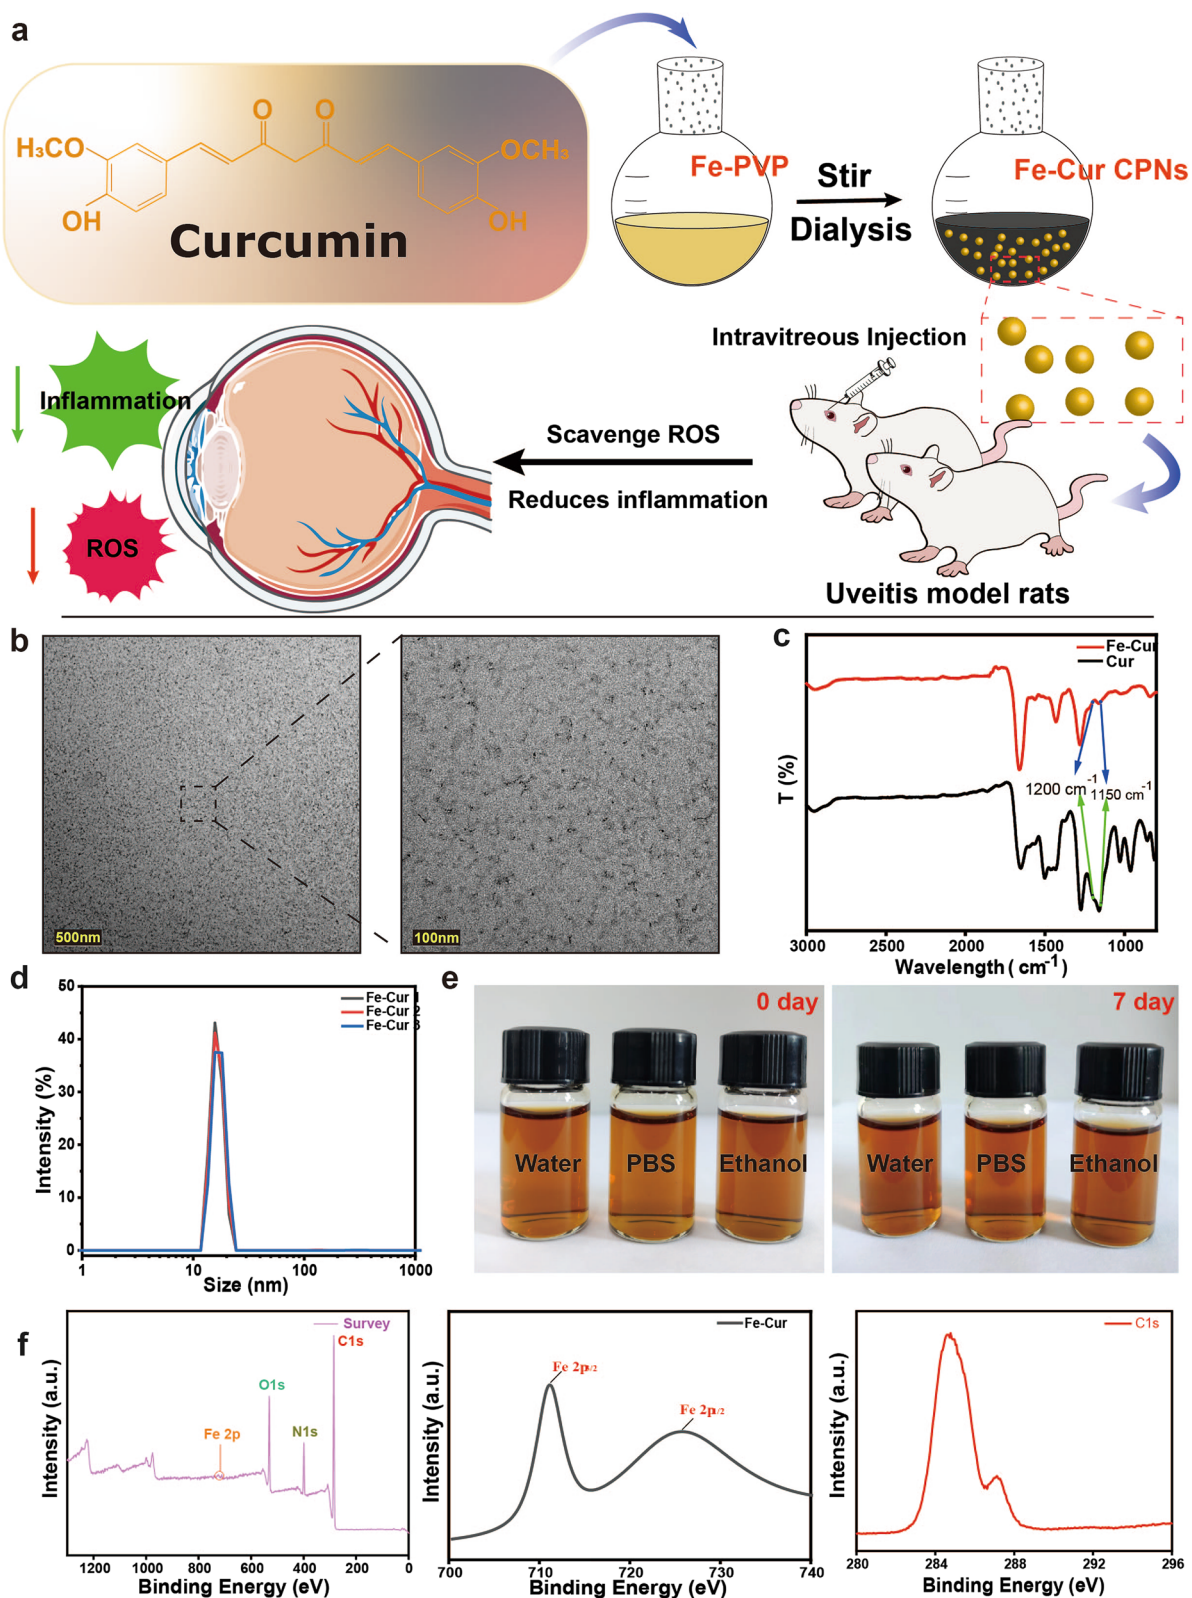 a
O O
H₃CO
OCH₃
OH
OH
Curcumin
Fe-PVP
Stir
Dialysis
Fe-Cur CPNs
Intravitreous Injection
Inflammation
ROS
Scavenge ROS
Reduces inflammation
Uveitis model rats
b
500nm
100nm
c
Fe-Cur
Cur
T (%)
1200 cm⁻¹
1150 cm⁻¹
3000 2500 2000 1500 1000
Wavelength ( cm⁻¹)
d
Fe-Cur 1
Fe-Cur 2
Fe-Cur 3
Intensity (%)
50
40
30
20
10
0
1 10 100 1000
Size (nm)
e
0 day
Water PBS Ethanol
7 day
Water PBS Ethanol
f
Survey
C1s
O1s
N1s
Fe 2p
Intensity (a.u.)
1200 1000 800 600 400 200 0
Binding Energy (eV)
Fe-Cur
Fe 2p3/2
Fe 2p1/2
Intensity (a.u.)
700 710 720 730 740
Binding Energy (eV)
C1s
Intensity (a.u.)
280 284 288 292 296
Binding Energy (eV)